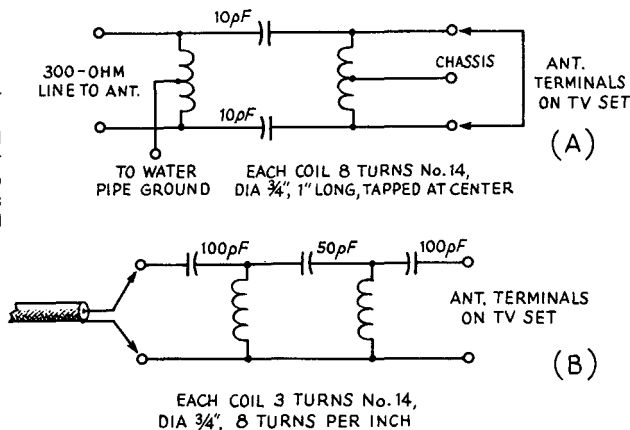 10pF
300-OHM
LINE TO ANT.
CHASSIS
ANT.
TERMINALS
ON TV SET
(A)
10pF
TO WATER
PIPE GROUND
EACH COIL 8 TURNS No.14,
DIA ¾", 1" LONG, TAPPED AT CENTER
100pF
50pF
100pF
ANT. TERMINALS
ON TV SET
(B)
EACH COIL 3 TURNS No.14,
DIA ¾", 8 TURNS PER INCH